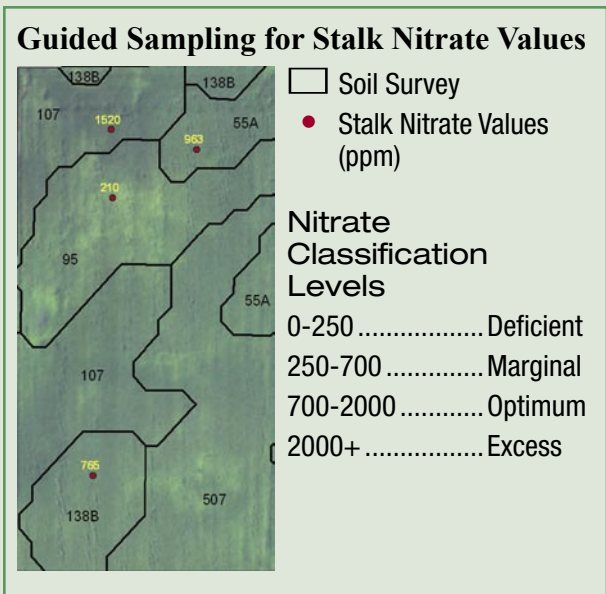 Guided Sampling for Stalk Nitrate Values
138B
138B
107
1520
55A
963
210
95
55A
107
765
138B
507
Soil Survey
Stalk Nitrate Values
(ppm)
Nitrate
Classification
Levels
0-250 .................. Deficient
250-700 .............. Marginal
700-2000 ............ Optimum
2000+ ................. Excess